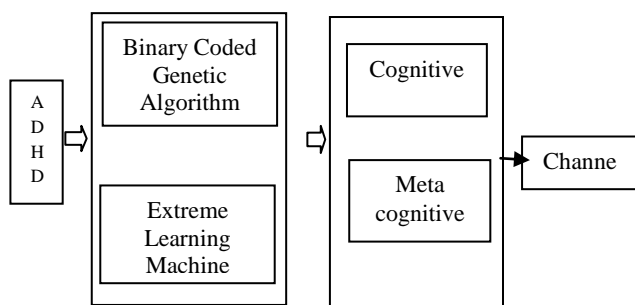 A
D
H
D
Binary Coded
Genetic
Algorithm
Extreme
Learning
Machine
Cognitive
Meta
cognitive
Channe